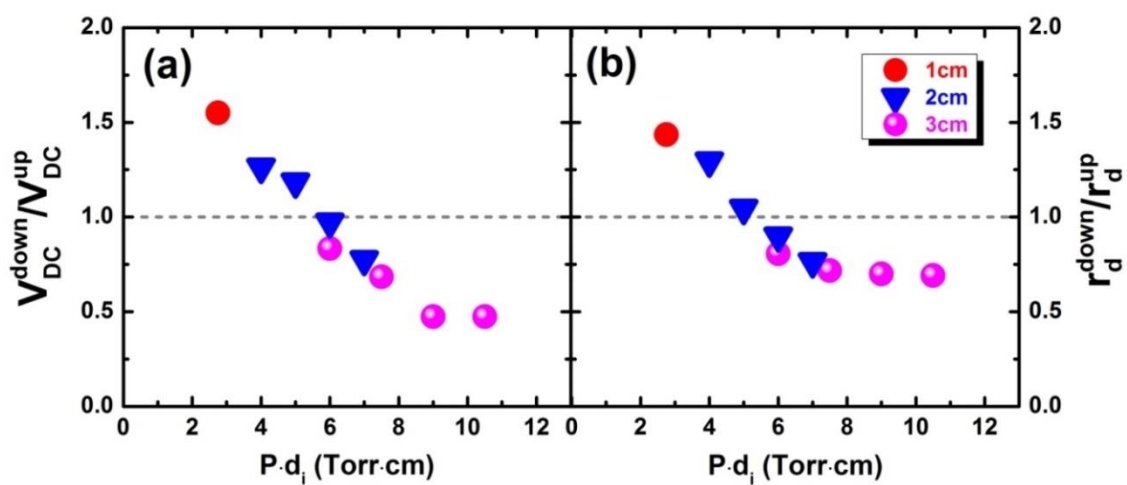 (a)
2.0
1.5
1.0
0.5
0.0
V_DC^down/V_DC^up
0 2 4 6 8 10 12
P·d_i (Torr·cm)
(b)
1cm
2cm
3cm
2.0
1.5
1.0
0.5
0.0
r_d^down/r_d^up
0 2 4 6 8 10 12
P·d_i (Torr·cm)